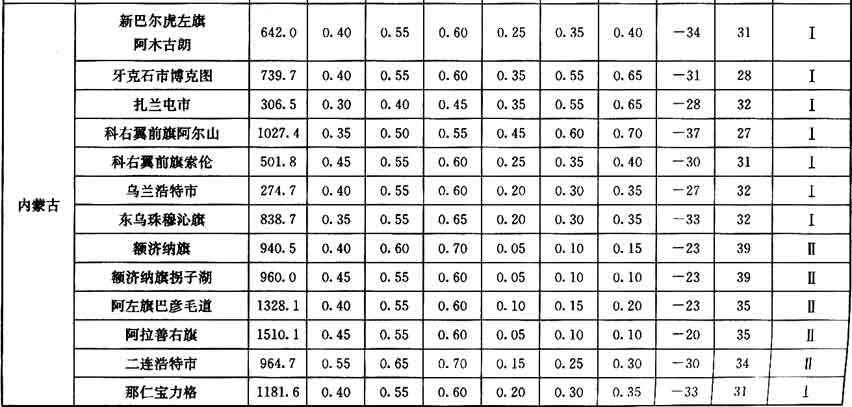 内蒙古
新巴尔虎左旗
阿木古朗 642.0 0.40 0.55 0.60 0.25 0.35 0.40 −34 31 Ⅰ
牙克石市博克图 739.7 0.40 0.55 0.60 0.35 0.55 0.65 −31 28 Ⅰ
扎兰屯市 306.5 0.30 0.40 0.45 0.35 0.55 0.65 −28 32 Ⅰ
科右翼前旗阿尔山 1027.4 0.35 0.50 0.55 0.45 0.60 0.70 −37 27 Ⅰ
科右翼前旗索伦 501.8 0.45 0.55 0.60 0.25 0.35 0.40 −30 31 Ⅰ
乌兰浩特市 274.7 0.40 0.55 0.60 0.20 0.30 0.35 −27 32 Ⅰ
东乌珠穆沁旗 838.7 0.35 0.55 0.65 0.20 0.30 0.35 −33 32 Ⅰ
额济纳旗 940.5 0.40 0.60 0.70 0.05 0.10 0.15 −23 39 Ⅱ
额济纳旗拐子湖 960.0 0.45 0.55 0.60 0.05 0.10 0.10 −23 39 Ⅱ
阿左旗巴彦毛道 1328.1 0.40 0.55 0.60 0.10 0.15 0.20 −23 35 Ⅱ
阿拉善右旗 1510.1 0.45 0.55 0.60 0.05 0.10 0.10 −20 35 Ⅱ
二连浩特市 964.7 0.55 0.65 0.70 0.15 0.25 0.30 −30 34 Ⅱ
那仁宝力格 1181.6 0.40 0.55 0.60 0.20 0.30 0.35 −33 31 Ⅰ